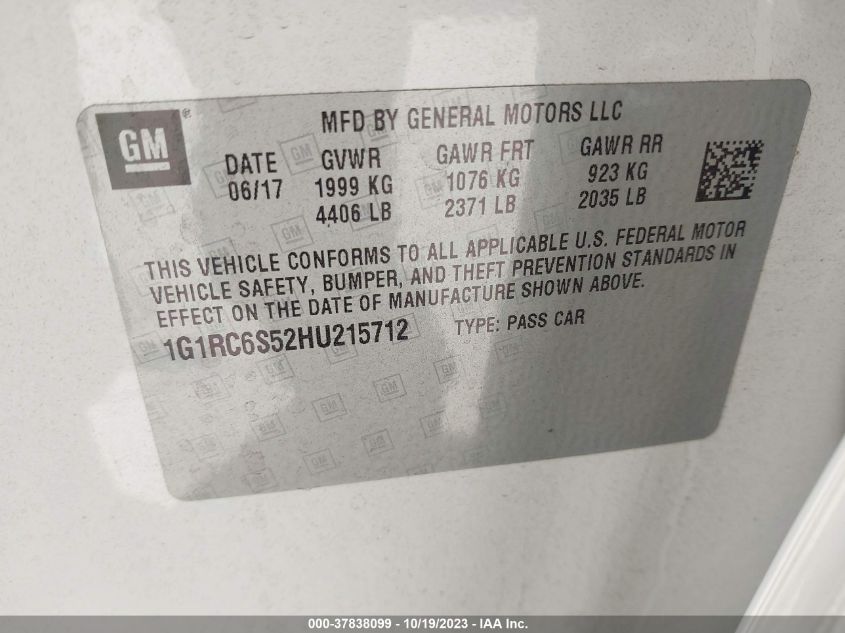 GM®
MFD BY GENERAL MOTORS LLC
DATE GVWR GAWR FRT GAWR RR
06/17 1999 KG 1076 KG 923 KG
4406 LB 2371 LB 2035 LB
THIS VEHICLE CONFORMS TO ALL APPLICABLE U.S. FEDERAL MOTOR
VEHICLE SAFETY, BUMPER, AND THEFT PREVENTION STANDARDS IN
EFFECT ON THE DATE OF MANUFACTURE SHOWN ABOVE.
1G1RC6S52HU215712 TYPE: PASS CAR
000-37838099 - 10/19/2023 - IAA Inc.